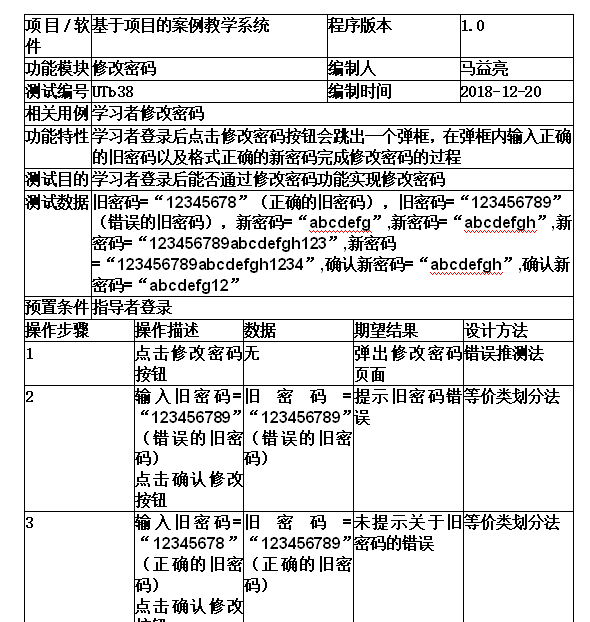 项目/软 基于项目的案例教学系统 程序版本 1.0
件
功能模块 修改密码 编制人 马益亮
测试编号 UTb38 编制时间 2018-12-20
相关用例 学习者修改密码
功能特性 学习者登录后点击修改密码按钮会跳出一个弹框，在弹框内输入正确
的旧密码以及格式正确的新密码完成修改密码的过程
测试目的 学习者登录后能否通过修改密码功能实现修改密码
测试数据 旧密码=“12345678”（正确的旧密码），旧密码=“123456789”
（错误的旧密码），新密码=“abcdefg”,新密码=“abcdefgh”,新
密码=“123456789abcdefgh123”,新密码
=“123456789abcdefgh1234”,确认新密码=“abcdefgh”,确认新
密码=“abcdefg12”
预置条件 指导者登录
操作步骤 操作描述 数据 期望结果 设计方法
1 点击修改密码 无 弹出修改密码 错误推测法
按钮 页面
2 输入旧密码= 旧密码= 提示旧密码错 等价类划分法
“123456789” “123456789” 误
（错误的旧密 （错误的旧密
码） 码）
点击确认修改
按钮
3 输入旧密码= 旧密码= 未提示关于旧 等价类划分法
“12345678” “123456789” 密码的错误
（正确的旧密 （正确的旧密
码） 码）
点击确认修改